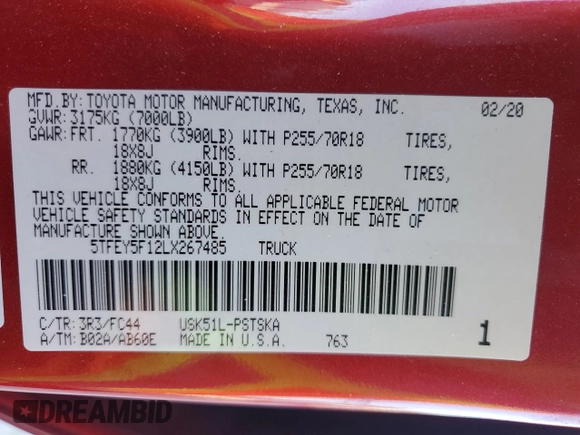 MFD.BY: TOYOTA MOTOR MANUFACTURING, TEXAS, INC. 02/20
GVWR: 3175KG (7000LB)
GAWR: FRT. 1770KG (3900LB) WITH P255/70R18 TIRES,
18X8J RIMS.
RR. 1880KG (4150LB) WITH P255/70R18 TIRES,
18X8J RIMS.
THIS VEHICLE CONFORMS TO ALL APPLICABLE FEDERAL MOTOR
VEHICLE SAFETY STANDARDS IN EFFECT ON THE DATE OF
MANUFACTURE SHOWN ABOVE.
5TFEY5F12LX267485 TRUCK
C/TR: 3R3/FC44 USK51L-PSTSKA
A/TM: B02A/AB60E MADE IN U.S.A. 763 1
DREAMBID